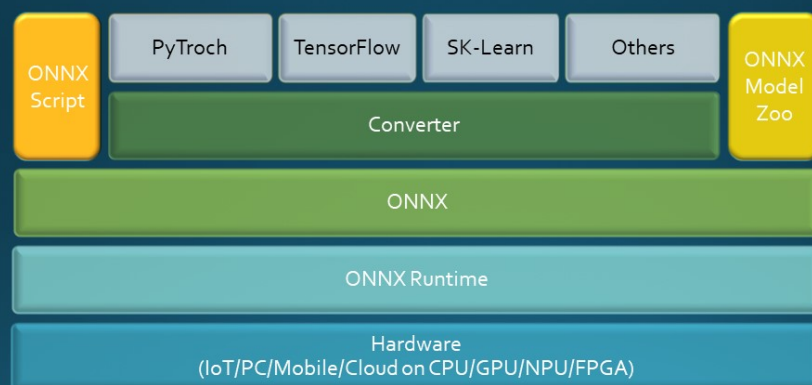 ONNX
Script
PyTroch
TensorFlow
SK-Learn
Others
ONNX
Model
Zoo
Converter
ONNX
ONNX Runtime
Hardware
(IoT/PC/Mobile/Cloud on CPU/GPU/NPU/FPGA)